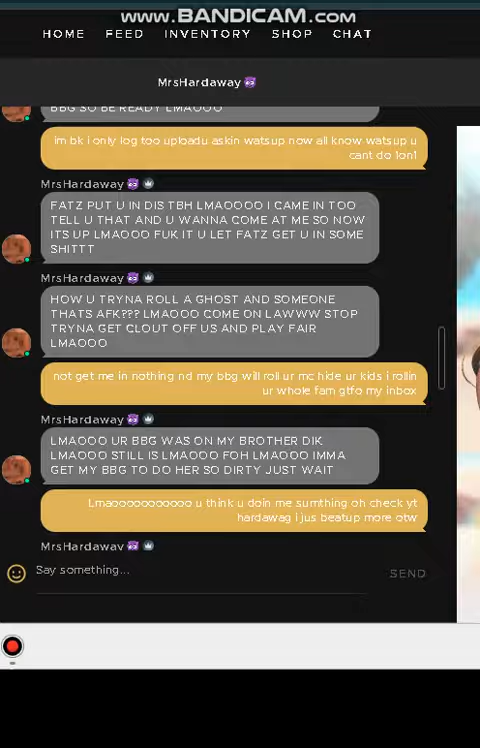 www.BANDICAM.com
HOME FEED INVENTORY SHOP CHAT
MrsHardaway 😈
BBG SO BE READY LMAOOO
im bk i only log too uploadu askin watsup now all know watsup u
cant do 1on1
MrsHardaway 😈
FATZ PUT U IN DIS TBH LMAOOOO I CAME IN TOO
TELL U THAT AND U WANNA COME AT ME SO NOW
ITS UP LMAOOO FUK IT U LET FATZ GET U IN SOME
SHITTT
MrsHardaway 😈
HOW U TRYNA ROLL A GHOST AND SOMEONE
THATS AFK??? LMAOOO COME ON LAWWW STOP
TRYNA GET CLOUT OFF US AND PLAY FAIR
LMAOOO
not get me in nothing nd my bbg will roll ur mc hide ur kids i rollin
ur whole fam gtfo my inbox
MrsHardaway 😈
LMAOOO UR BBG WAS ON MY BROTHER DIK
LMAOOO STILL IS LMAOOO FOH LMAOOO IMMA
GET MY BBG TO DO HER SO DIRTY JUST WAIT
Lmaooooooooooo u think u doin me sumthing oh check yt
hardawag i jus beatup more otw
MrsHardaway 😈
Say something...
SEND